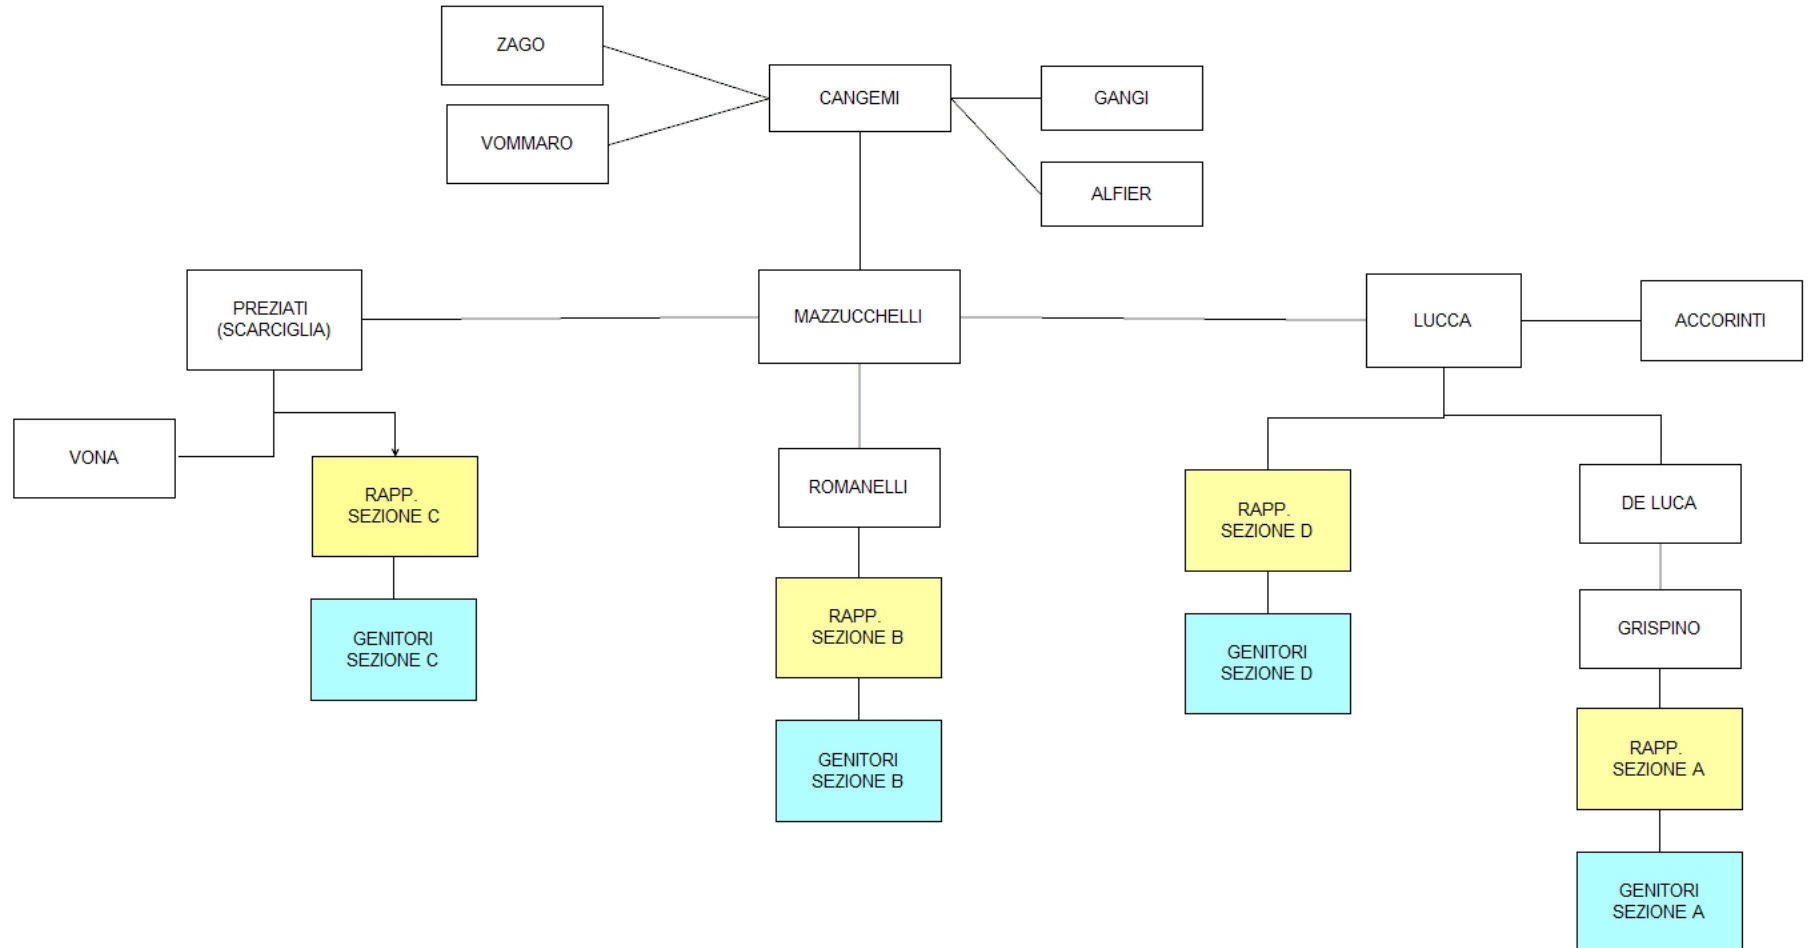 ZAGO
CANGEMI
GANGI
VOMMARO
ALFIER
PREZIATI
(SCARCIGLIA)
MAZZUCCHELLI
LUCCA
ACCORINTI
VONA
RAPP.
SEZIONE C
GENITORI
SEZIONE C
ROMANELLI
RAPP.
SEZIONE B
GENITORI
SEZIONE B
RAPP.
SEZIONE D
GENITORI
SEZIONE D
DE LUCA
GRISPINO
RAPP.
SEZIONE A
GENITORI
SEZIONE A